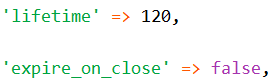 'lifetime' => 120,
'expire_on_close' => false,